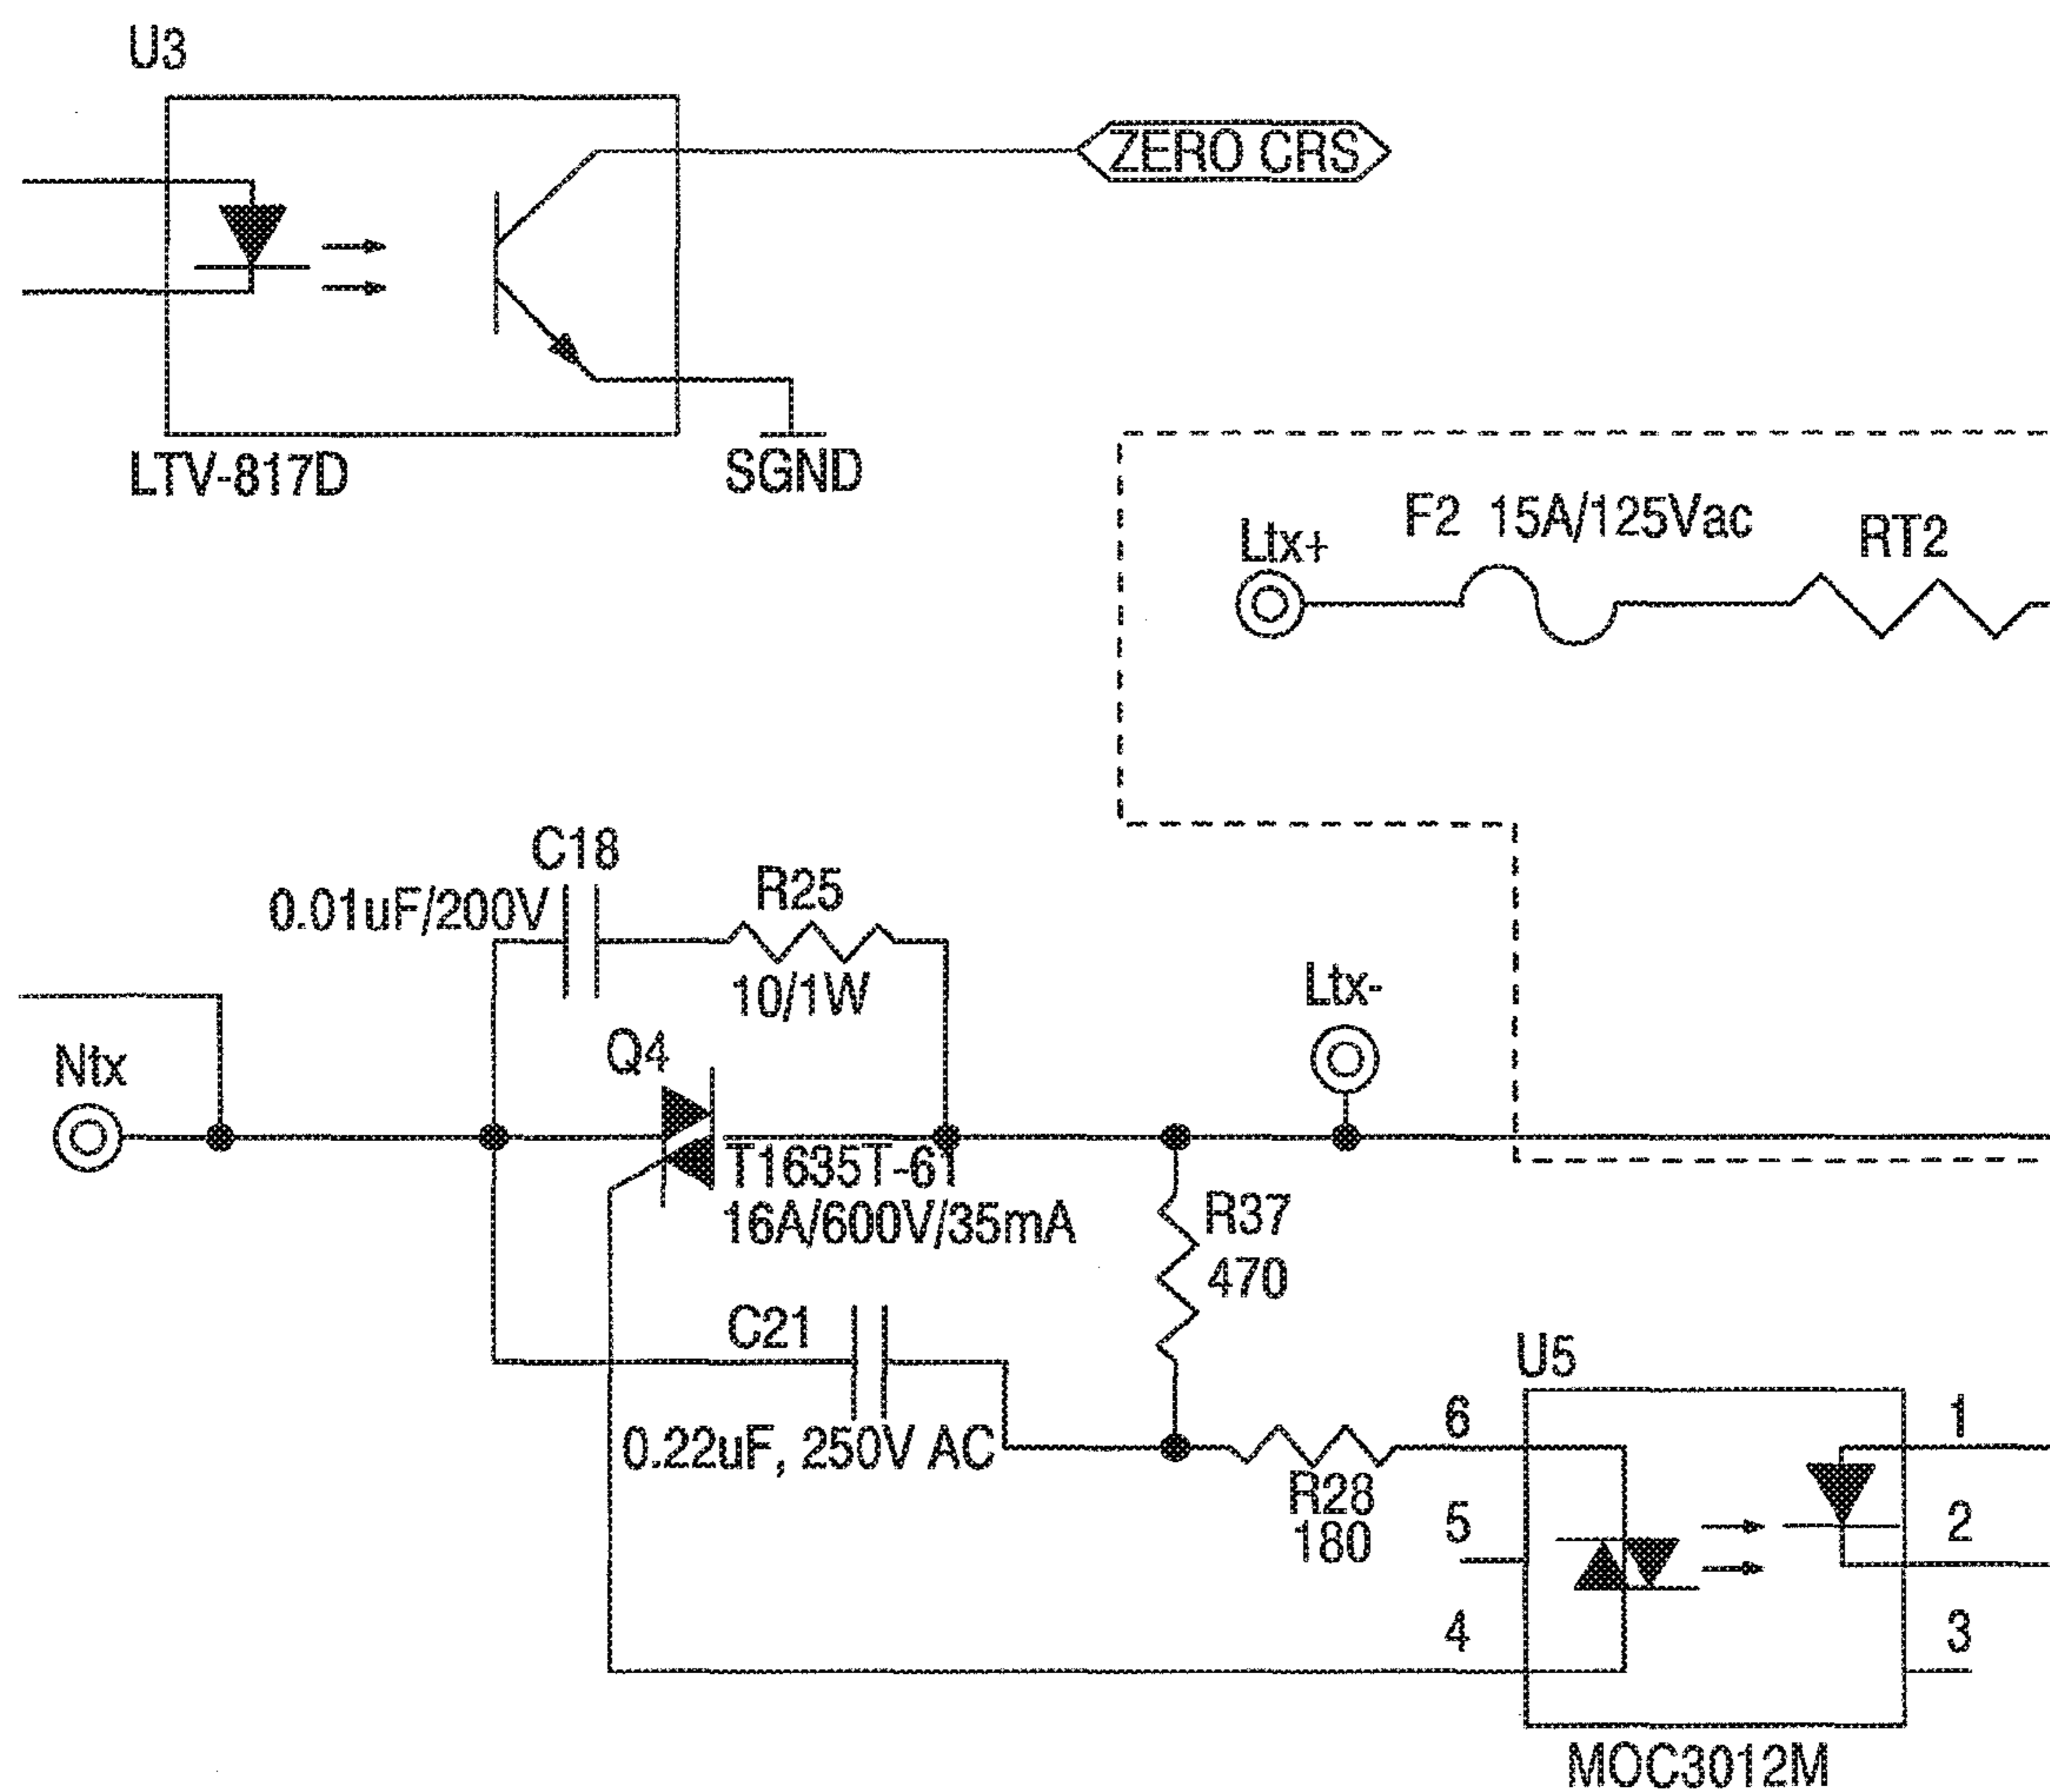 U3
ZERO CRS
LTV-817D
SGND
F2 15A/125Vac
Ltx+
RT2
C18
0.01uF/200V
R25
10/1W
Ltx-
Q4
Ntx
T1635T-6T
16A/600V/35mA
R37
470
C21
0.22uF, 250V AC
U5
6
1
R28
180
5
2
4
3
MOC3012M